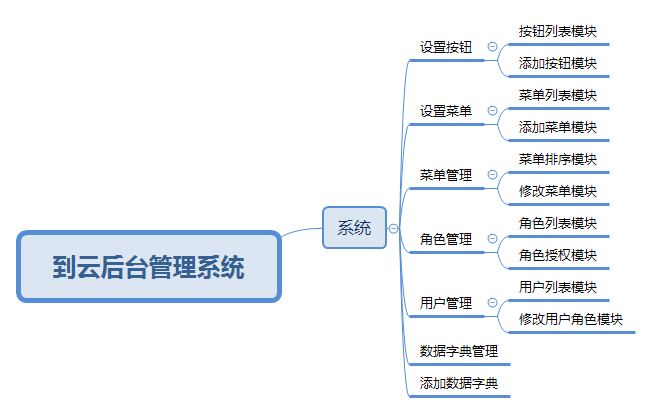 到云后台管理系统
系统
设置按钮
按钮列表模块
添加按钮模块
设置菜单
菜单列表模块
添加菜单模块
菜单管理
菜单排序模块
修改菜单模块
角色管理
角色列表模块
角色授权模块
用户管理
用户列表模块
修改用户角色模块
数据字典管理
添加数据字典